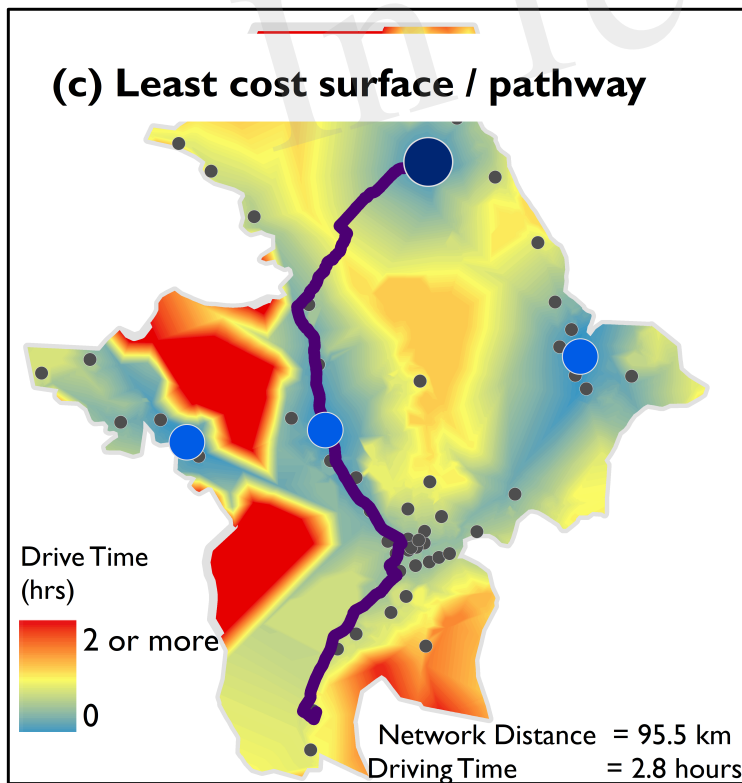 (c) Least cost surface / pathway
Drive Time
(hrs)
2 or more
0
Network Distance = 95.5 km
Driving Time = 2.8 hours